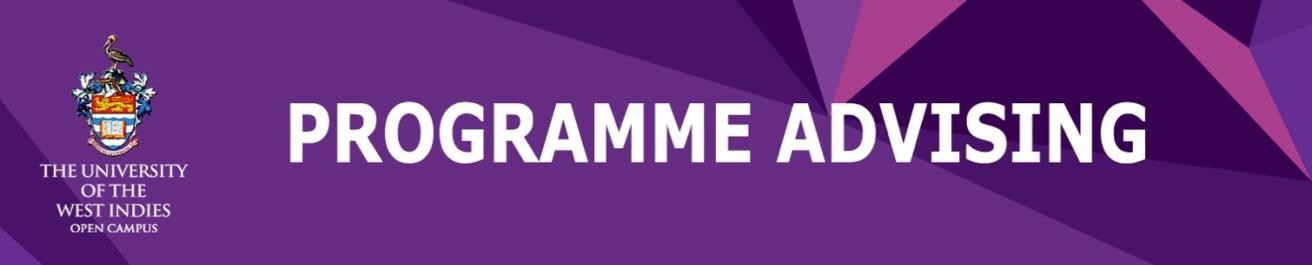 THE UNIVERSITY
OF THE
WEST INDIES
OPEN CAMPUS
PROGRAMME ADVISING